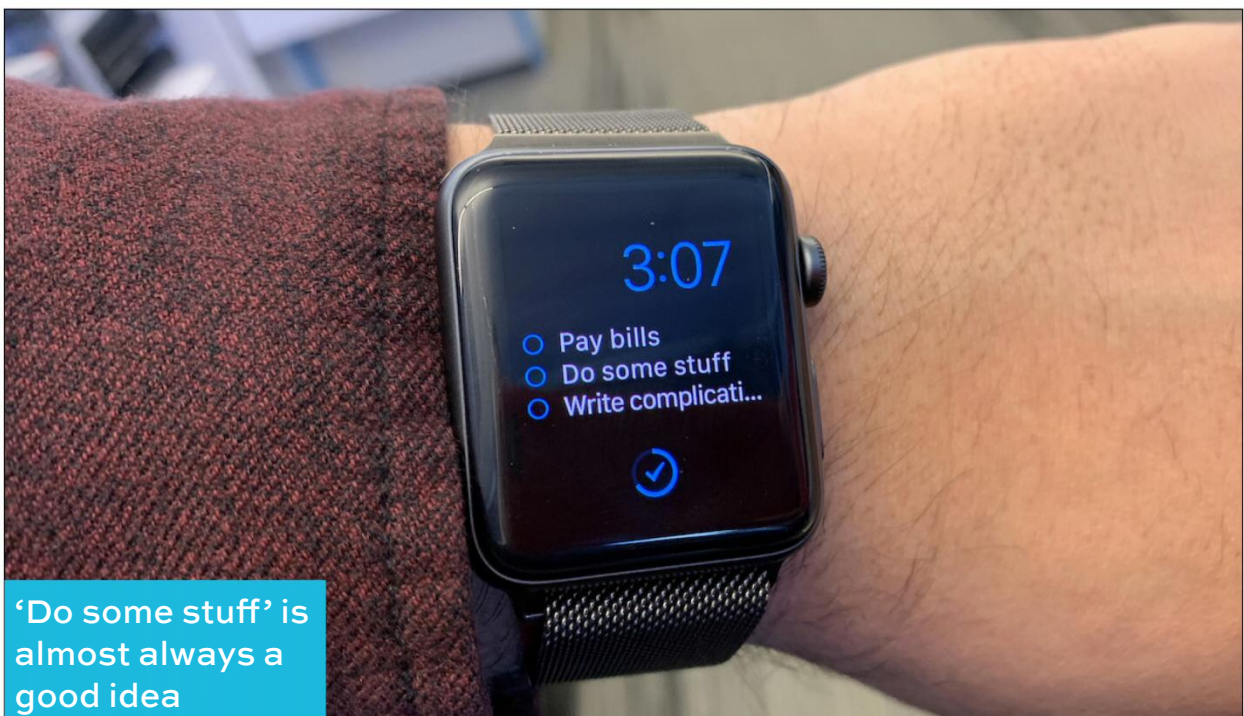 3:07
Pay bills
Do some stuff
Write complicati...
‘Do some stuff’ is
almost always a
good idea